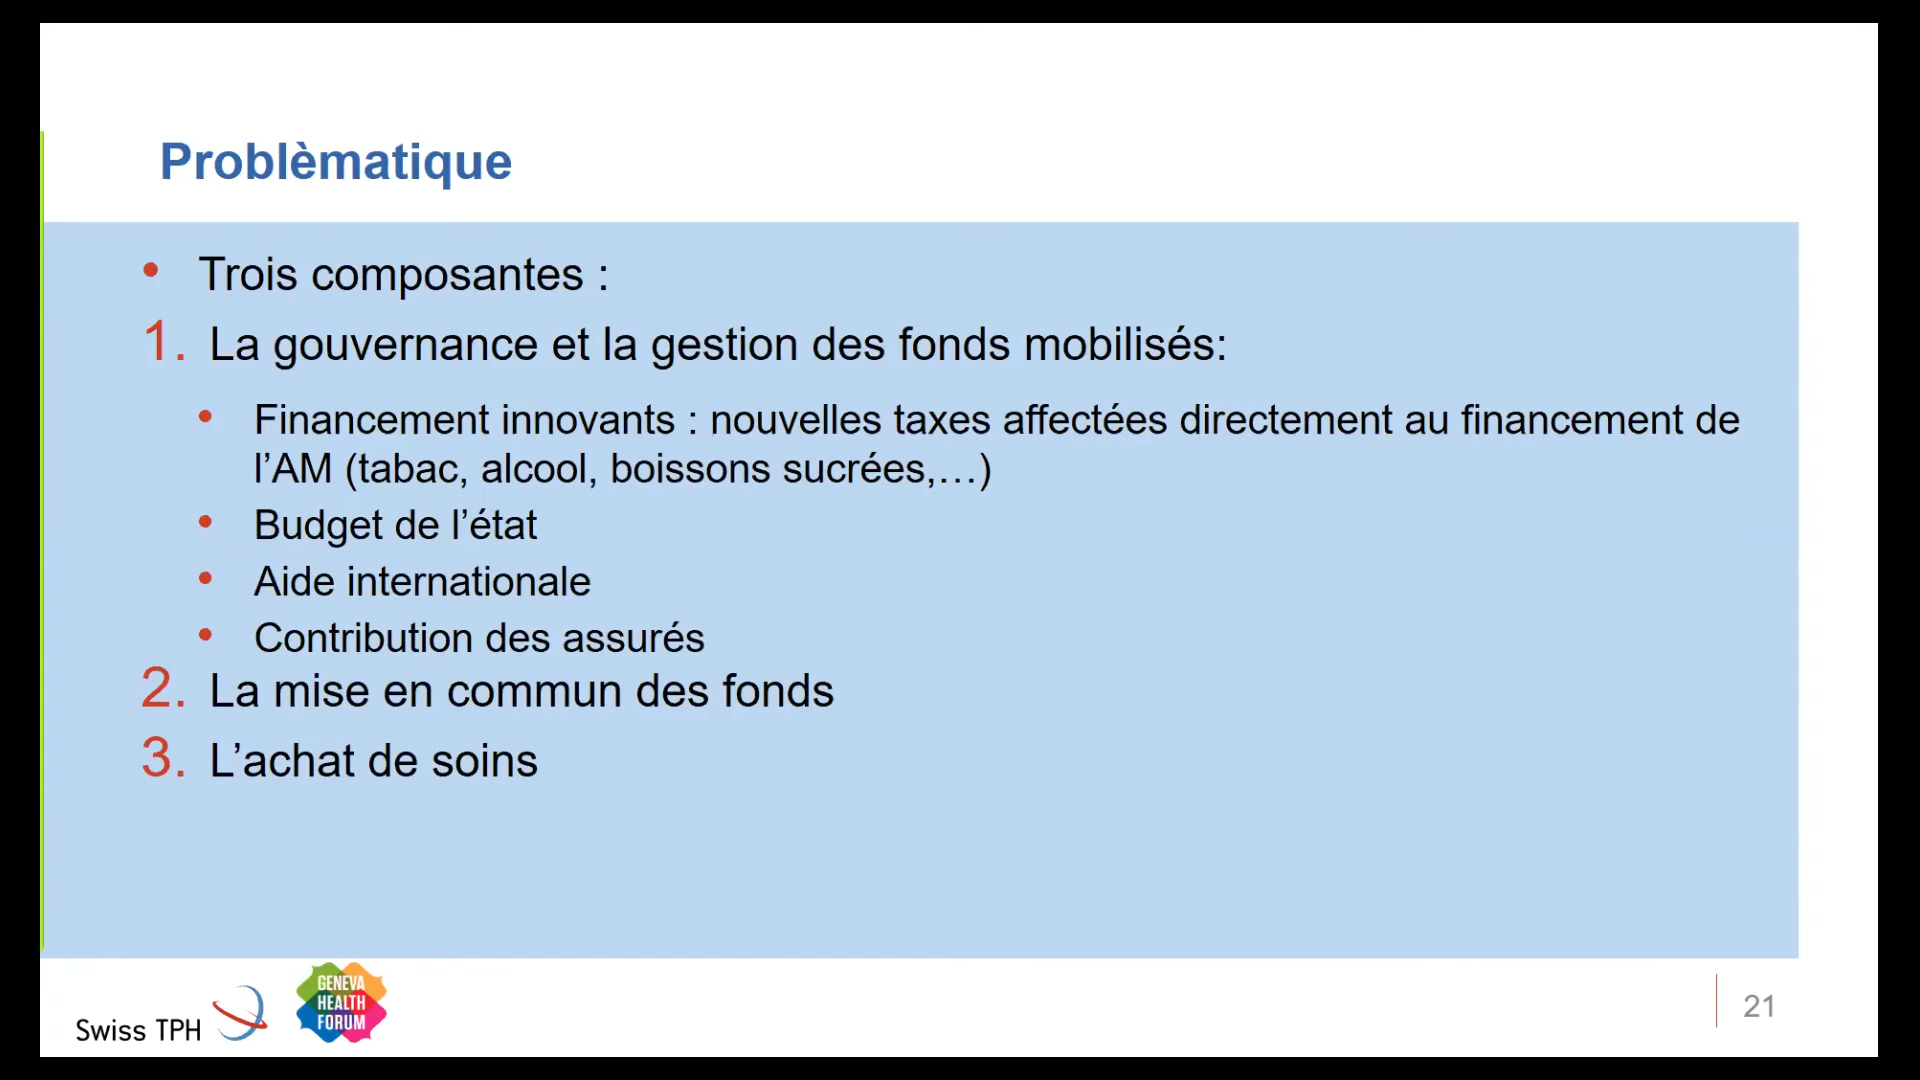 Problèmatique
• Trois composantes :
1. La gouvernance et la gestion des fonds mobilisés:
• Financement innovants : nouvelles taxes affectées directement au financement de
l’AM (tabac, alcool, boissons sucrées,…)
• Budget de l’état
• Aide internationale
• Contribution des assurés
2. La mise en commun des fonds
3. L’achat de soins
Swiss TPH
GENEVA
HEALTH
FORUM
21